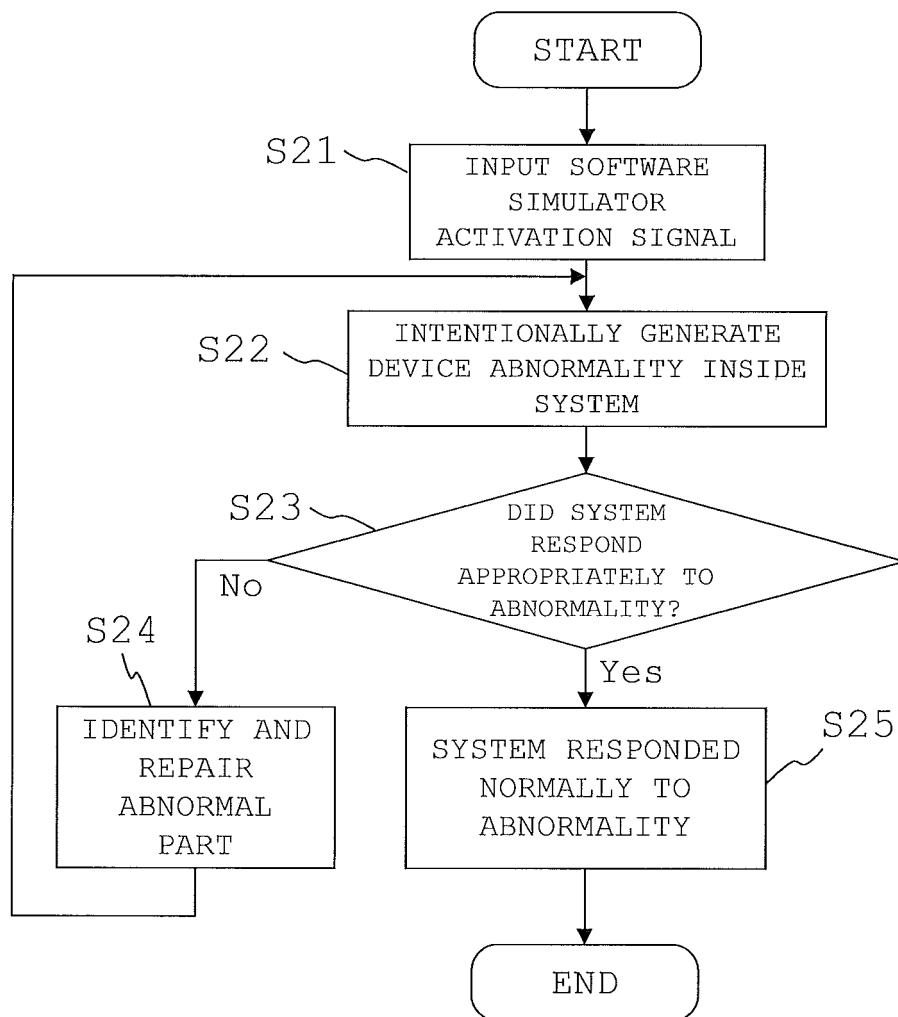 START
S21
INPUT SOFTWARE
SIMULATOR
ACTIVATION SIGNAL
S22
INTENTIONALLY GENERATE
DEVICE ABNORMALITY INSIDE
SYSTEM
S23
DID SYSTEM
RESPOND
APPROPRIATELY TO
ABNORMALITY?
No
Yes
S24
IDENTIFY AND
REPAIR
ABNORMAL
PART
S25
SYSTEM RESPONDED
NORMALLY TO
ABNORMALITY
END